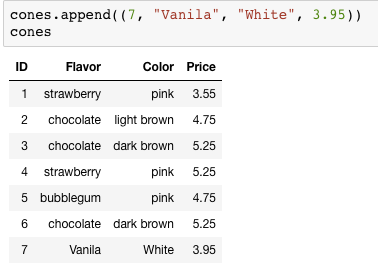 cones.append((7, "Vanila", "White", 3.95))
cones
ID Flavor Color Price
1 strawberry pink 3.55
2 chocolate light brown 4.75
3 chocolate dark brown 5.25
4 strawberry pink 5.25
5 bubblegum pink 4.75
6 chocolate dark brown 5.25
7 Vanila White 3.95